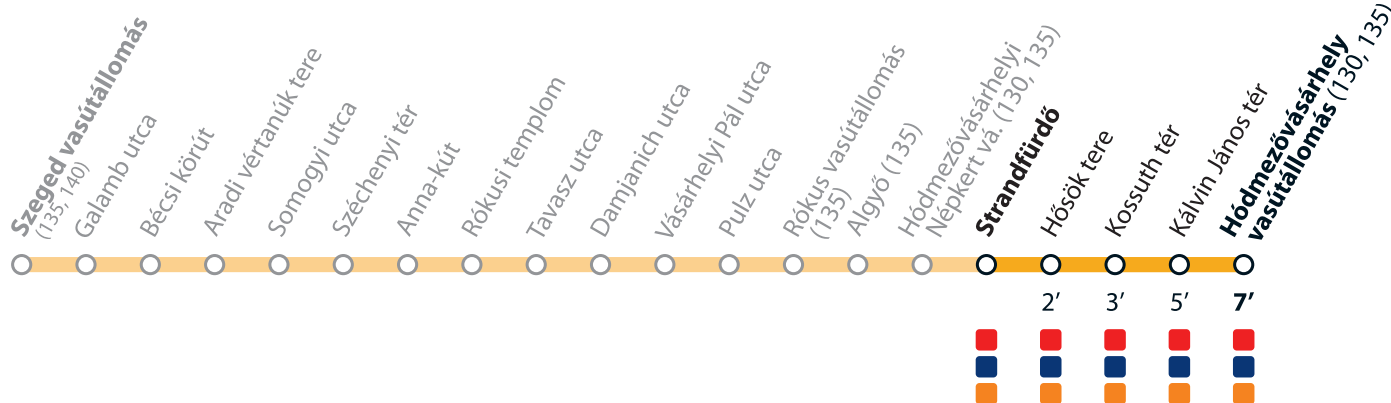 Szeged vasútállomás
(135, 140)
Galamb utca
Bécsi körút
Aradi vértanúk tere
Somogyi utca
Széchenyi tér
Anna-kút
Rókusi templom
Tavasz utca
Damjanich utca
Vásárhelyi Pál utca
Pulz utca
Rókus vasútállomás
(135)
Algyő (135)
Hódmezővásárhelyi
Népkert vá. (130, 135)
Strandfürdő
Hősök tere
Kossuth tér
Kálvin János tér
Hódmezővásárhely
vasútállomás (130, 135)
2’
3’
5’
7’